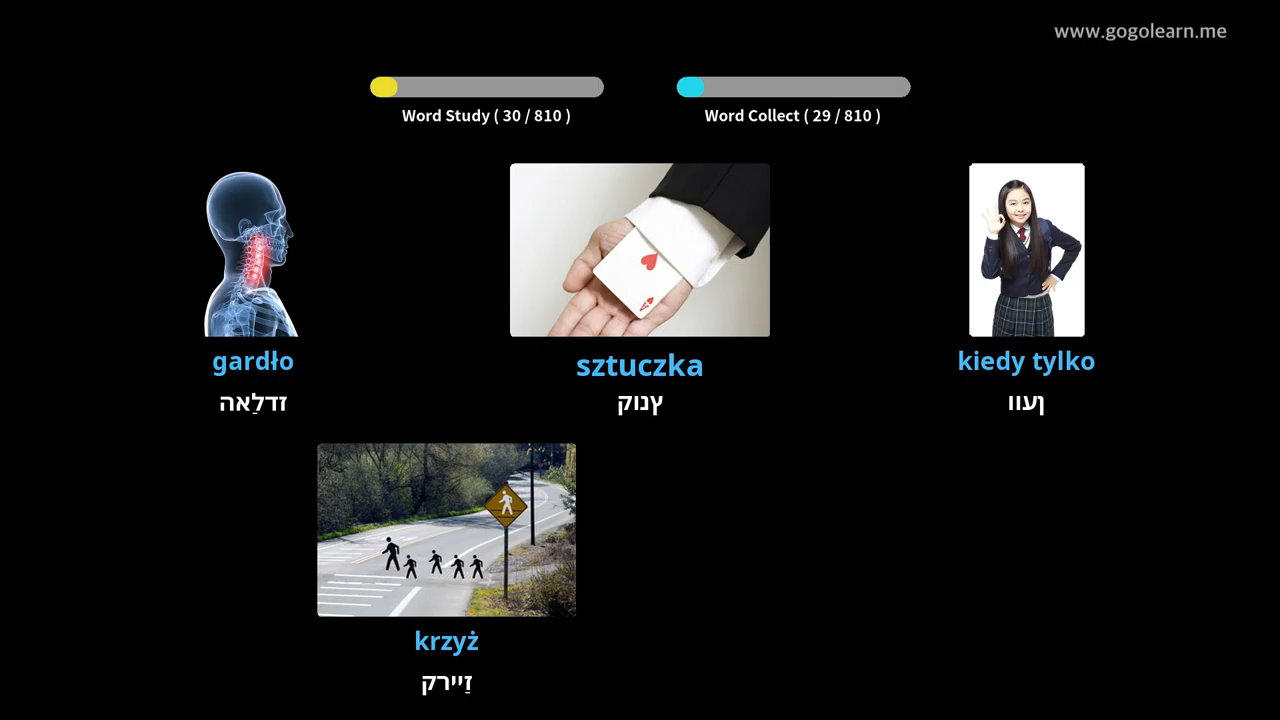 www.gogolearn.me
Word Study ( 30 / 810 )
Word Collect ( 29 / 810 )
gardło
זדלַאה
sztuczka
ץנוק
kiedy tylko
ןעוו
krzyż
זַיירק